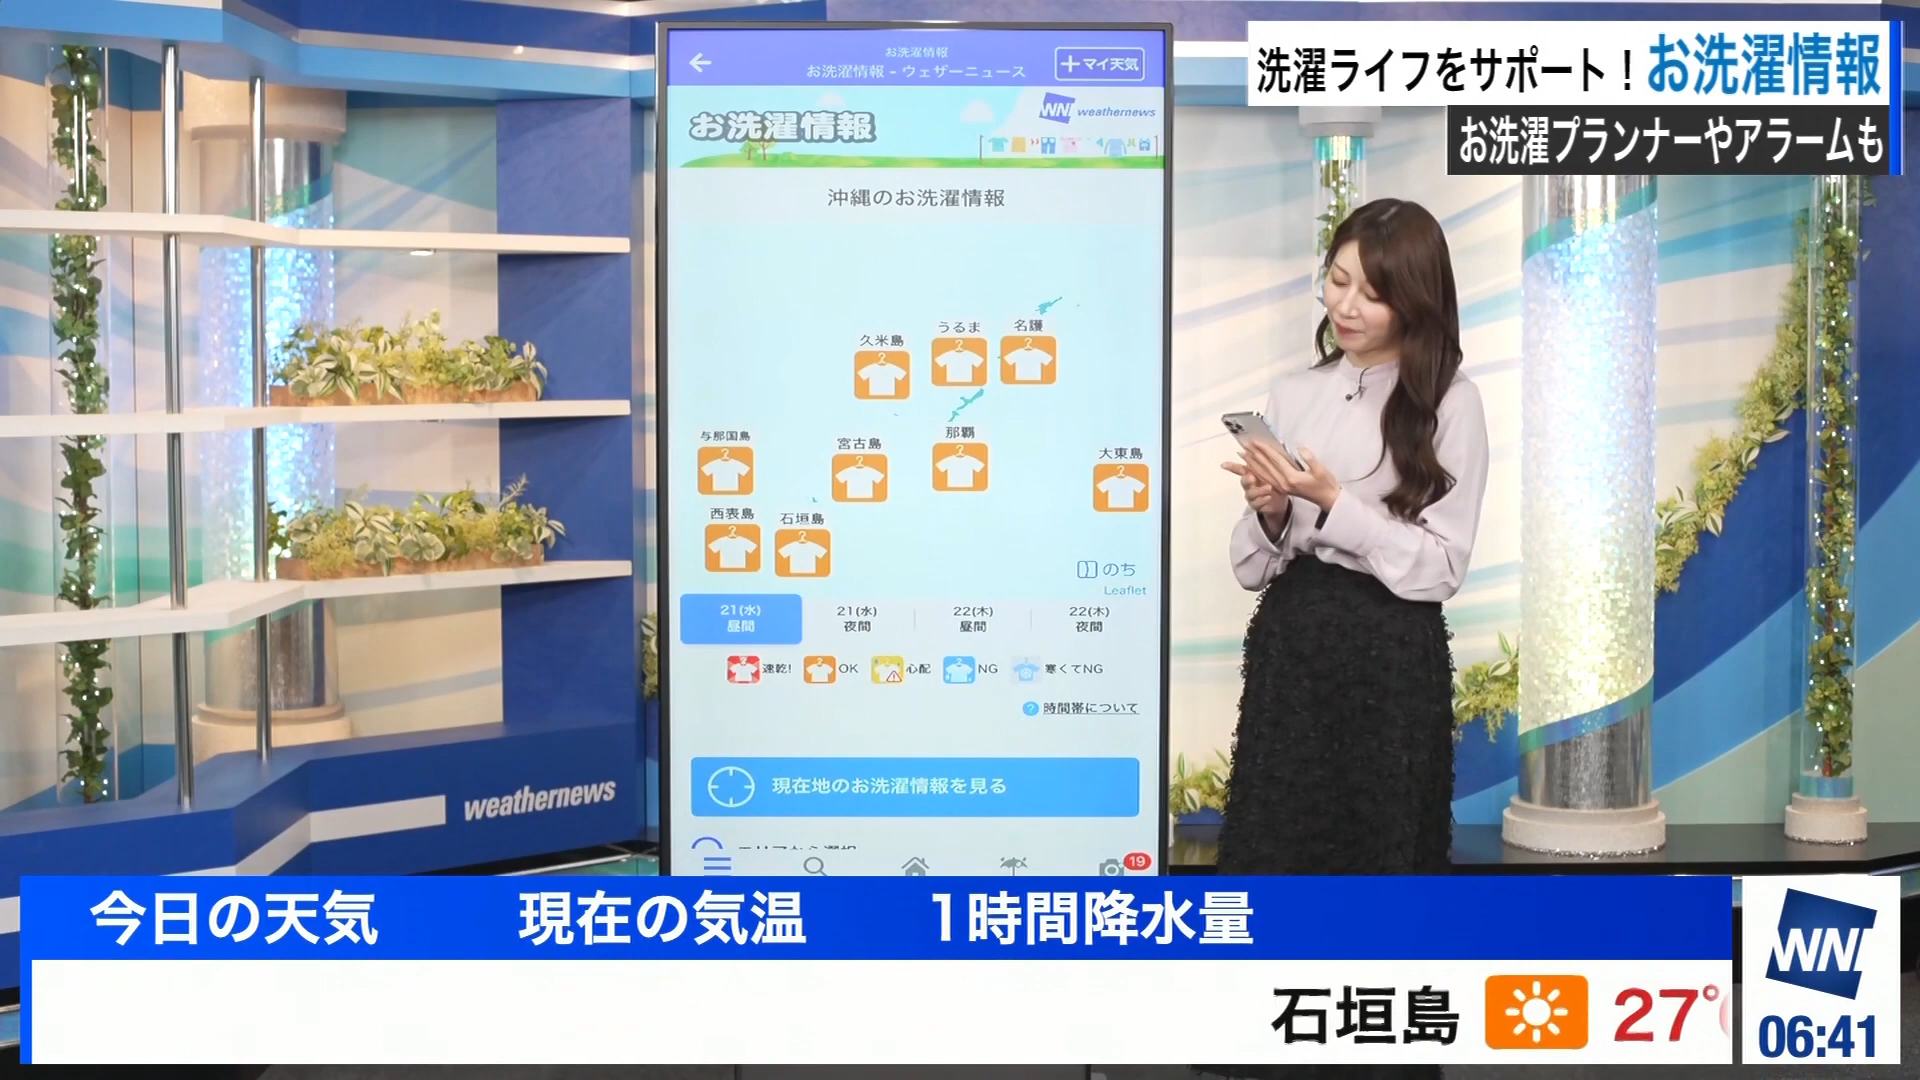 洗濯ライフをサポート！お洗濯情報
お洗濯プランナーやアラームも
お洗濯情報
お洗濯情報 - ウェザーニュース
＋マイ天気
お洗濯情報
WNI weathernews
沖縄のお洗濯情報
名護
うるま
久米島
那覇
与那国島
宮古島
大東島
西表島
石垣島
のち
Leaflet
21(水)
昼間
21(水)
夜間
22(木)
昼間
22(木)
夜間
速乾!
OK
心配
NG
寒くてNG
? 時間帯について
現在地のお洗濯情報を見る
19
weathernews
今日の天気 現在の気温 1時間降水量
石垣島 27℃
WNI
06:41